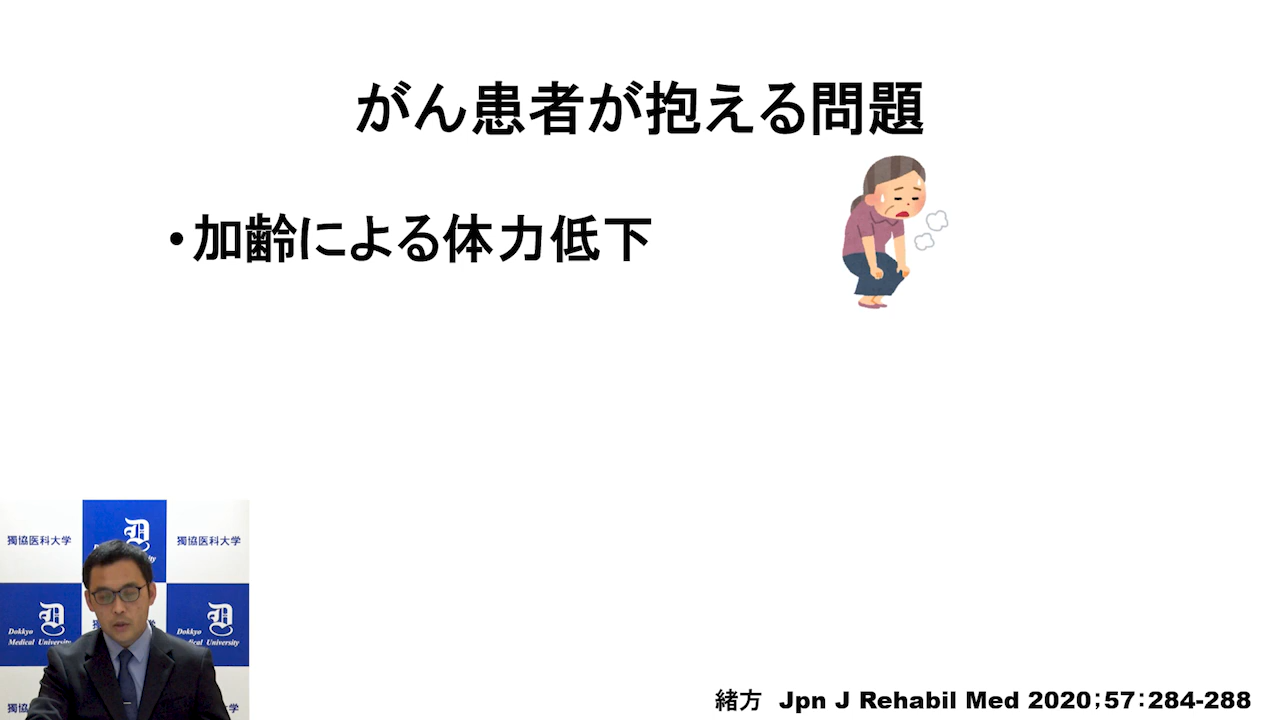 がん患者が抱える問題
・加齢による体力低下
獨協医科大学
獨協医科大学
Dokkyo
Medical University
Dokkyo
Medical University
緒方 Jpn J Rehabil Med 2020;57:284-288